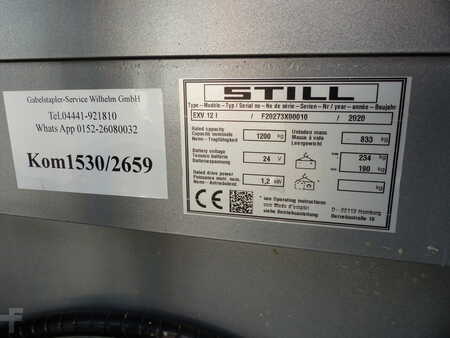 Gabelstapler-Service Wilhelm GmbH
Tel.04441-921810
Whats App 0152-26080032
Kom1530/2659
STILL
Type - Modèle - Typ / Serial no - No de série - Serien - Nr / year - année - Baujahr
EXV 12 I / F20273X00010 / 2020
Rated capacity
Capacité nominale
Nenn - Tragfähigkeit
1200 kg
Unladen mass
Masse à vide
Leergewicht
833 kg
Battery voltage
Tension batterie
Batteriespannung
24 V
234 kg
190 kg
Rated drive power
Puissance mot. nom.
Nenn - Antriebsleist.
1,2 kW
kg
CE
see Operating instructions
voir Mode d'emploi
siehe Betriebsanleitung
D - 22113 Hamburg
Berzeliusstraße 10
F